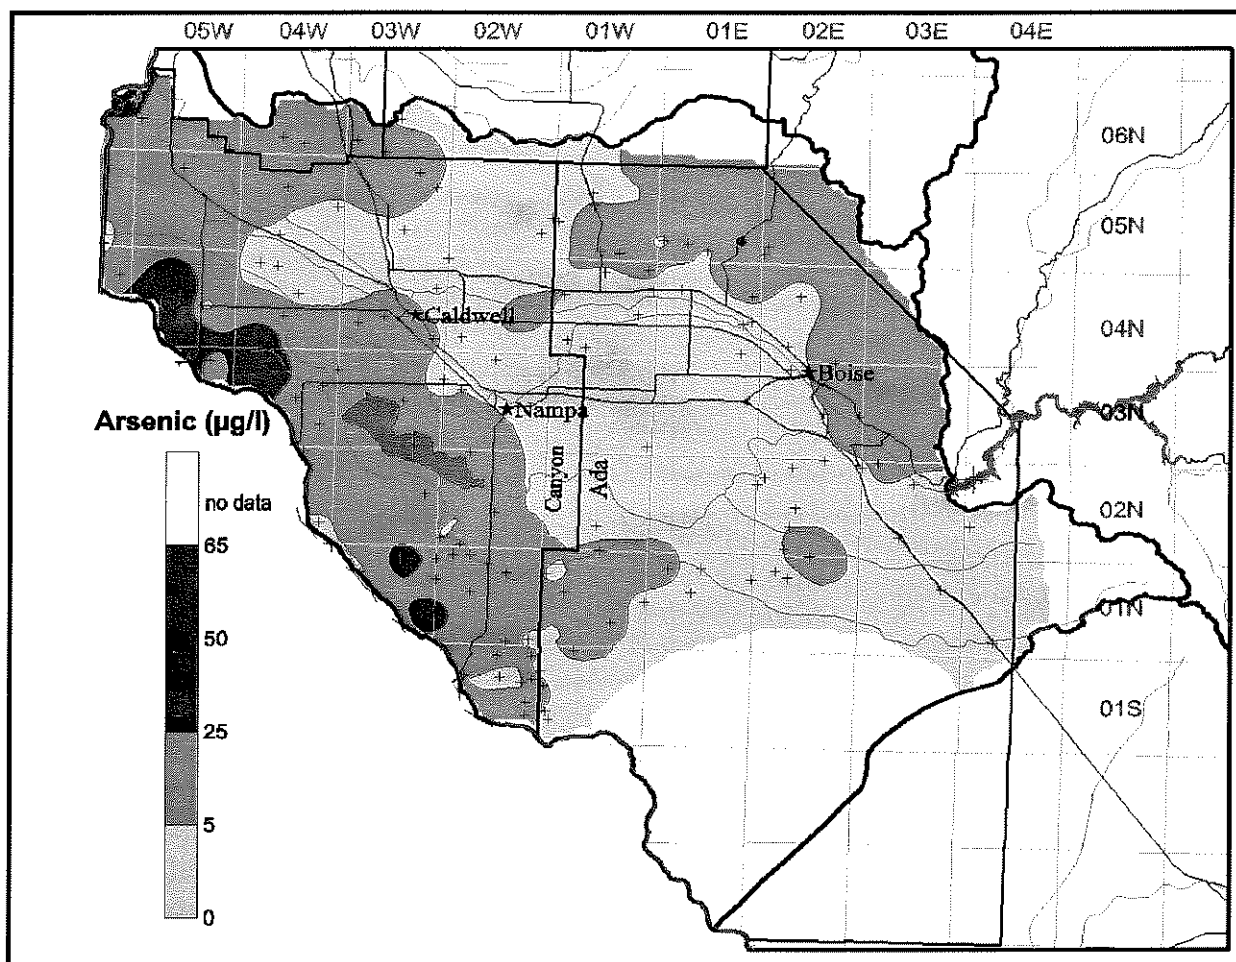 05W 04W 03W 02W 01W 01E 02E 03E 04E
06N
05N
04N
Caldwell
Boise
Nampa
03N
Arsenic (µg/l)
Canyon
Ada
no data
02N
65
01N
50
01S
25
5
0